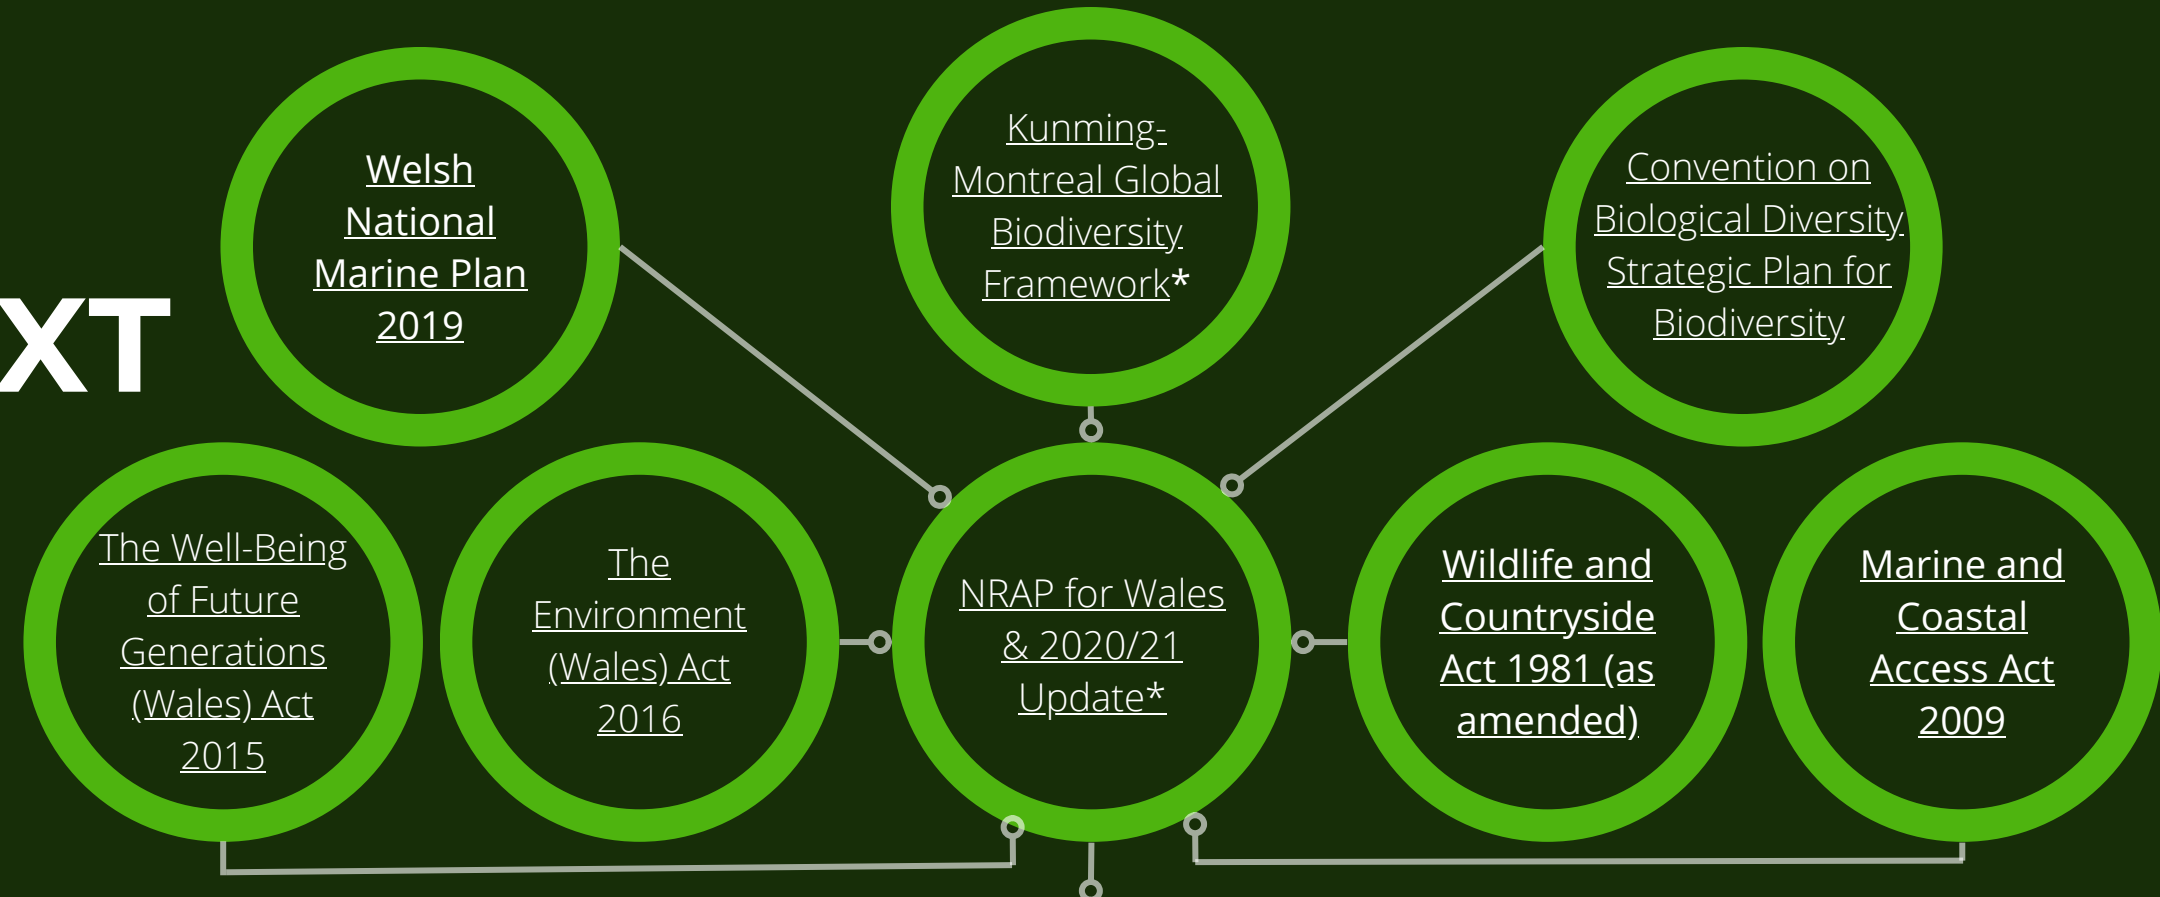 Welsh
National
Marine Plan
2019
Kunming-
Montreal Global
Biodiversity
Framework*
Convention on
Biological Diversity
Strategic Plan for
Biodiversity
XT
The Well-Being
of Future
Generations
(Wales) Act
2015
The
Environment
(Wales) Act
2016
NRAP for Wales
& 2020/21
Update*
Wildlife and
Countryside
Act 1981 (as
amended)
Marine and
Coastal
Access Act
2009